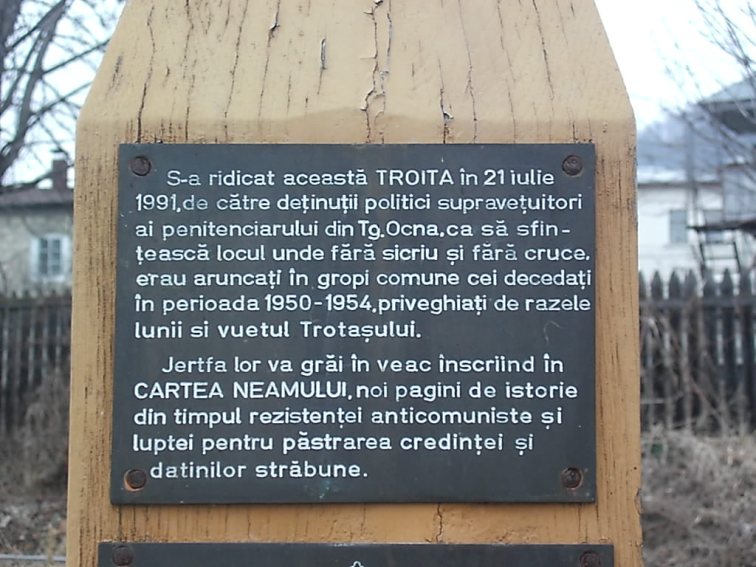 S-a ridicat această TROITA în 21 iulie
1991,de către deținuții politici supravețuitori
ai penitenciarului din Tg.Ocna,ca să sfin-
țească locul unde fără sicriu și fără cruce,
erau aruncați în gropi comune cei decedați
în perioada 1950-1954,priveghiați de razele
lunii si vuetul Trotașului.
Jertfa lor va grăi în veac înscriind în
CARTEA NEAMULUI, noi pagini de istorie
din timpul rezistenței anticomuniste și
luptei pentru păstrarea credinței și
datinilor străbune.